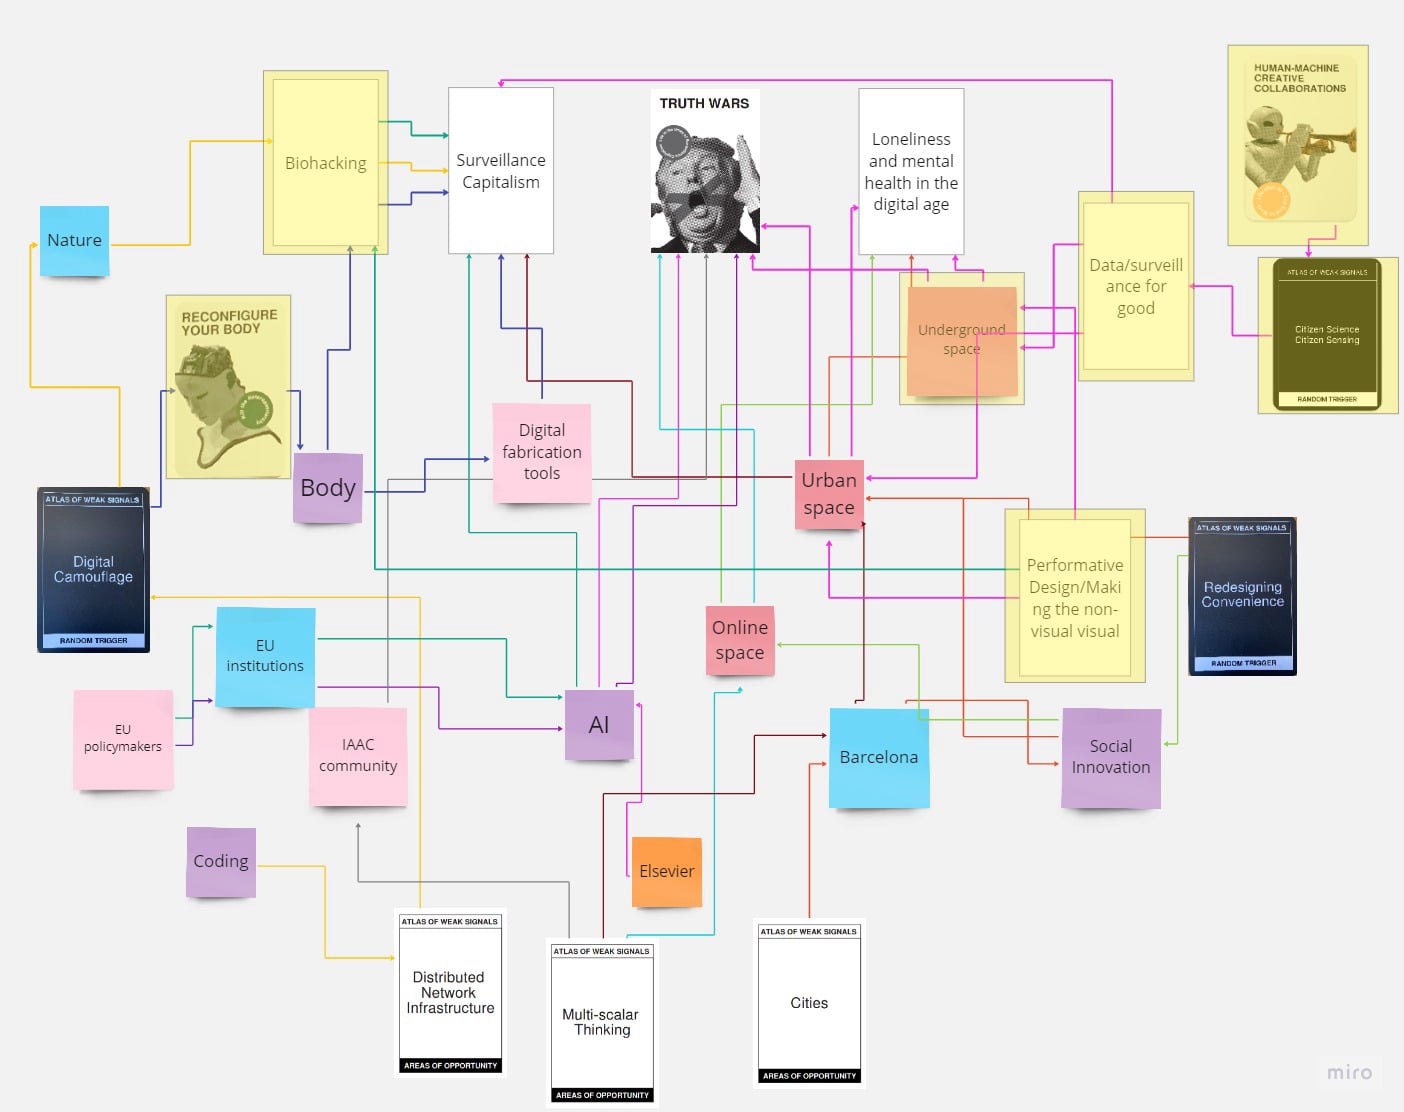 HUMAN-MACHINE
CREATIVE
COLLABORATIONS
TRUTH WARS
Biohacking
Surveillance
Capitalism
Loneliness
and mental
health in the
digital age
Nature
Data/surveill
ance for
good
ATLAS OF WEAK SIGNALS
Citizen Science
Citizen Sensing
RANDOM TRIGGER
RECONFIGURE
YOUR BODY
Underground
space
Digital
fabrication
tools
Body
Urban
space
ATLAS OF WEAK SIGNALS
Digital
Camouflage
RANDOM TRIGGER
Performative
Design/Maki
ng the non-
visual visual
ATLAS OF WEAK SIGNALS
Redesigning
Convenience
RANDOM TRIGGER
EU
institutions
Online
space
EU
policymakers
IAAC
community
AI
Barcelona
Social
Innovation
Coding
Elsevier
ATLAS OF WEAK SIGNALS
Distributed
Network
Infrastructure
AREAS OF OPPORTUNITY
ATLAS OF WEAK SIGNALS
Multi-scalar
Thinking
AREAS OF OPPORTUNITY
ATLAS OF WEAK SIGNALS
Cities
AREAS OF OPPORTUNITY
miro